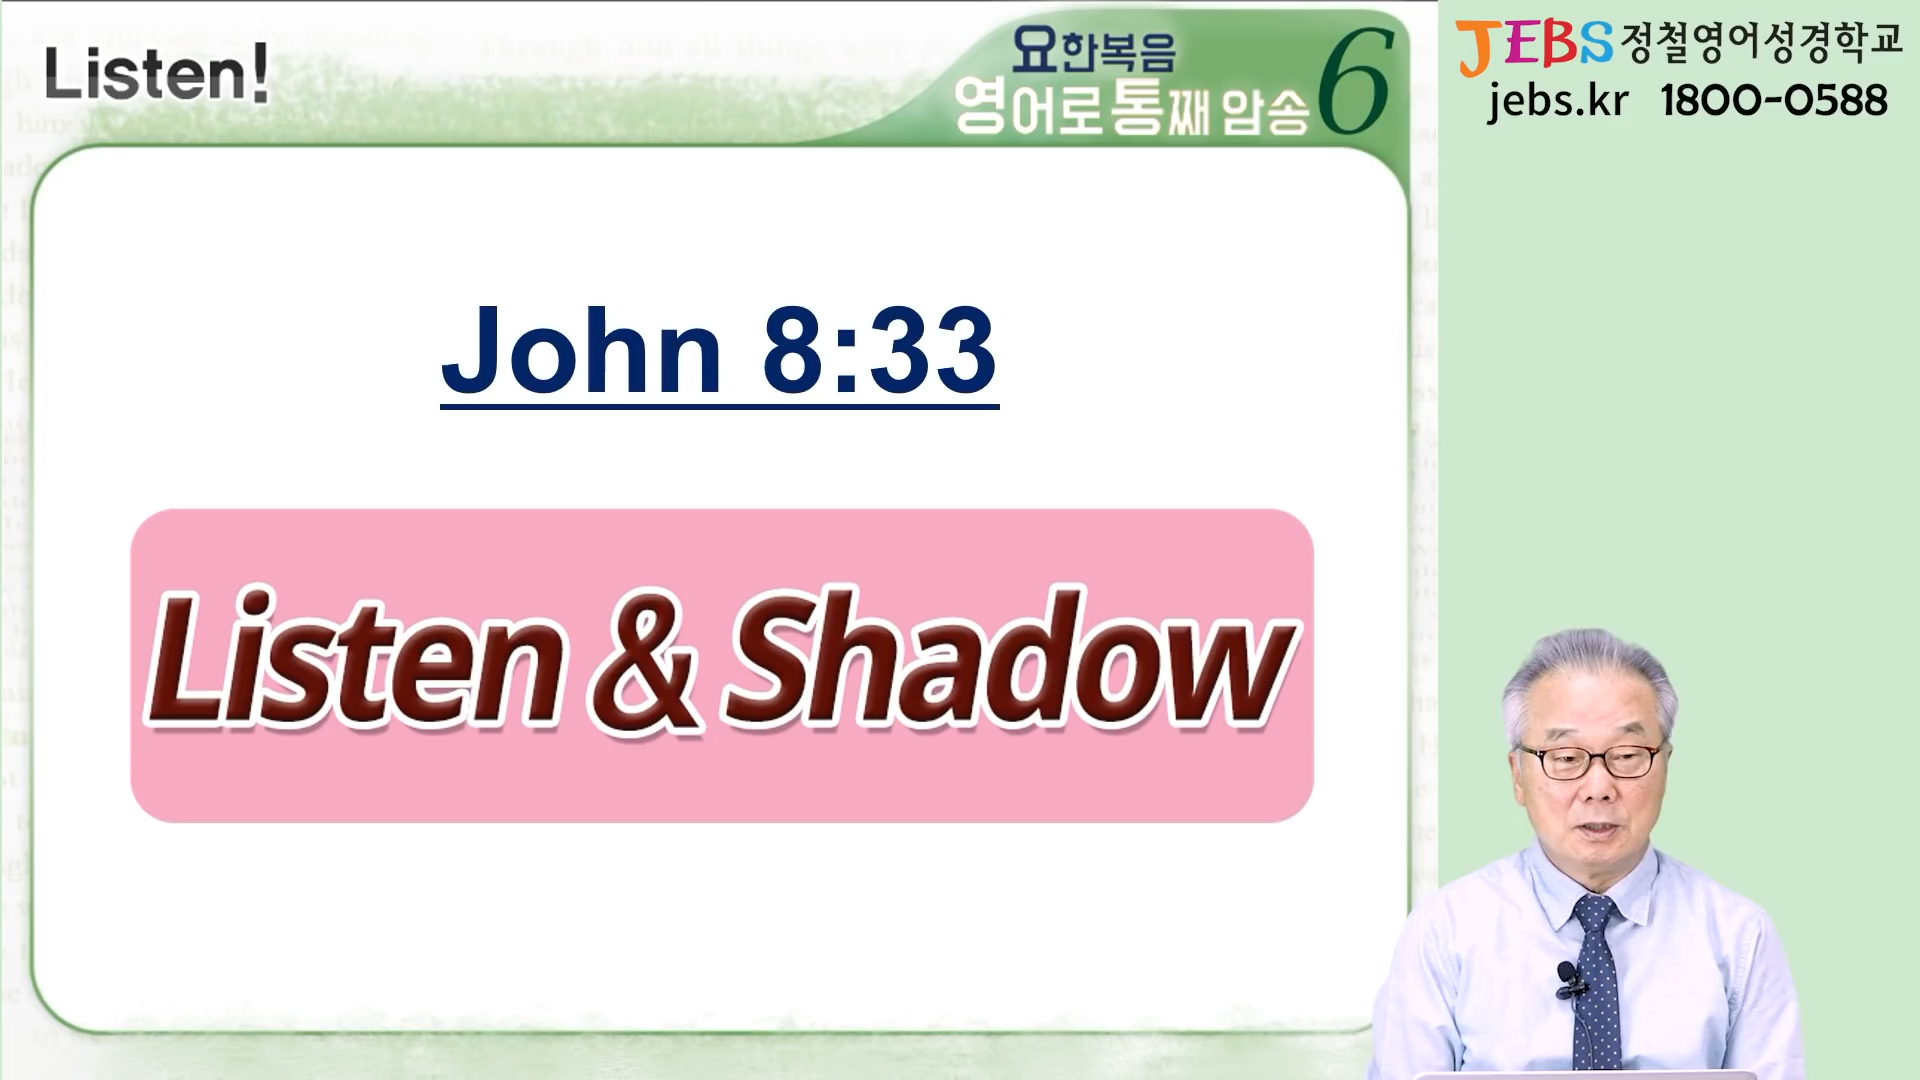 Listen!
요한복음
영어로 통째 암송 6
JEBS 정철영어성경학교
jebs.kr 1800-0588
John 8:33
Listen & Shadow